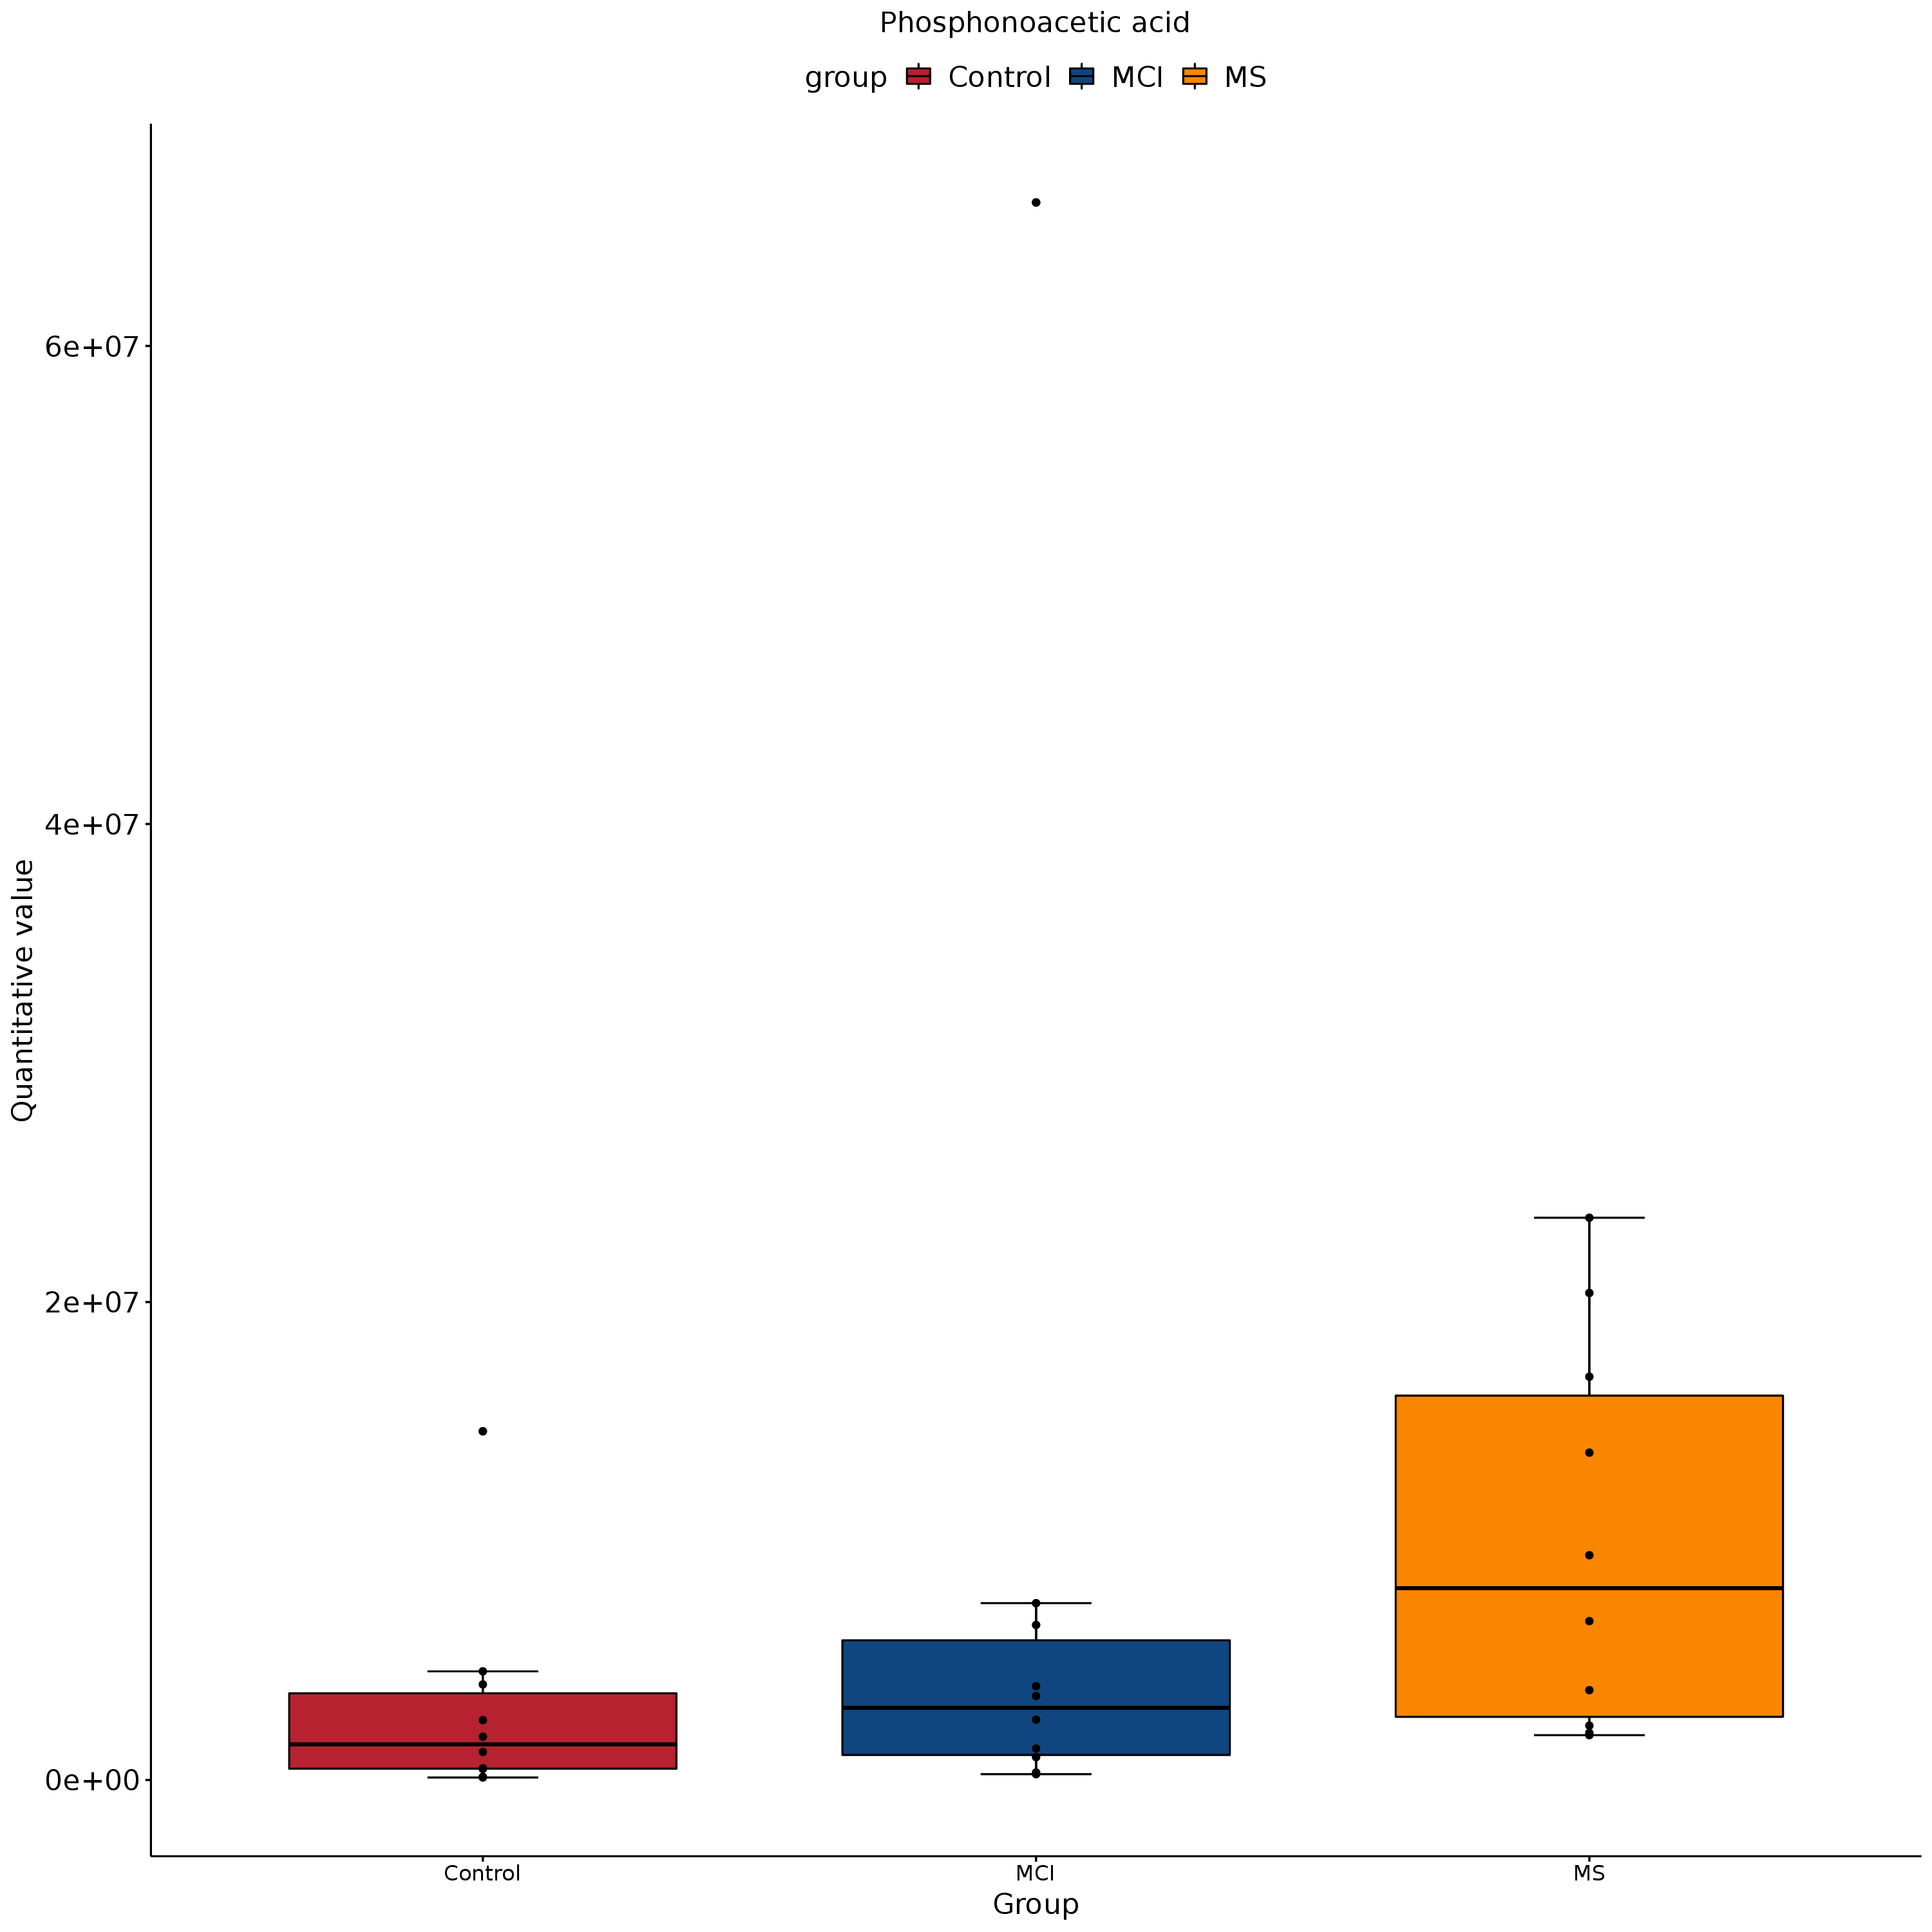 Phosphonoacetic acid
group Control MCI MS
Quantitative value
6e+07
4e+07
2e+07
0e+00
Control MCI MS
Group